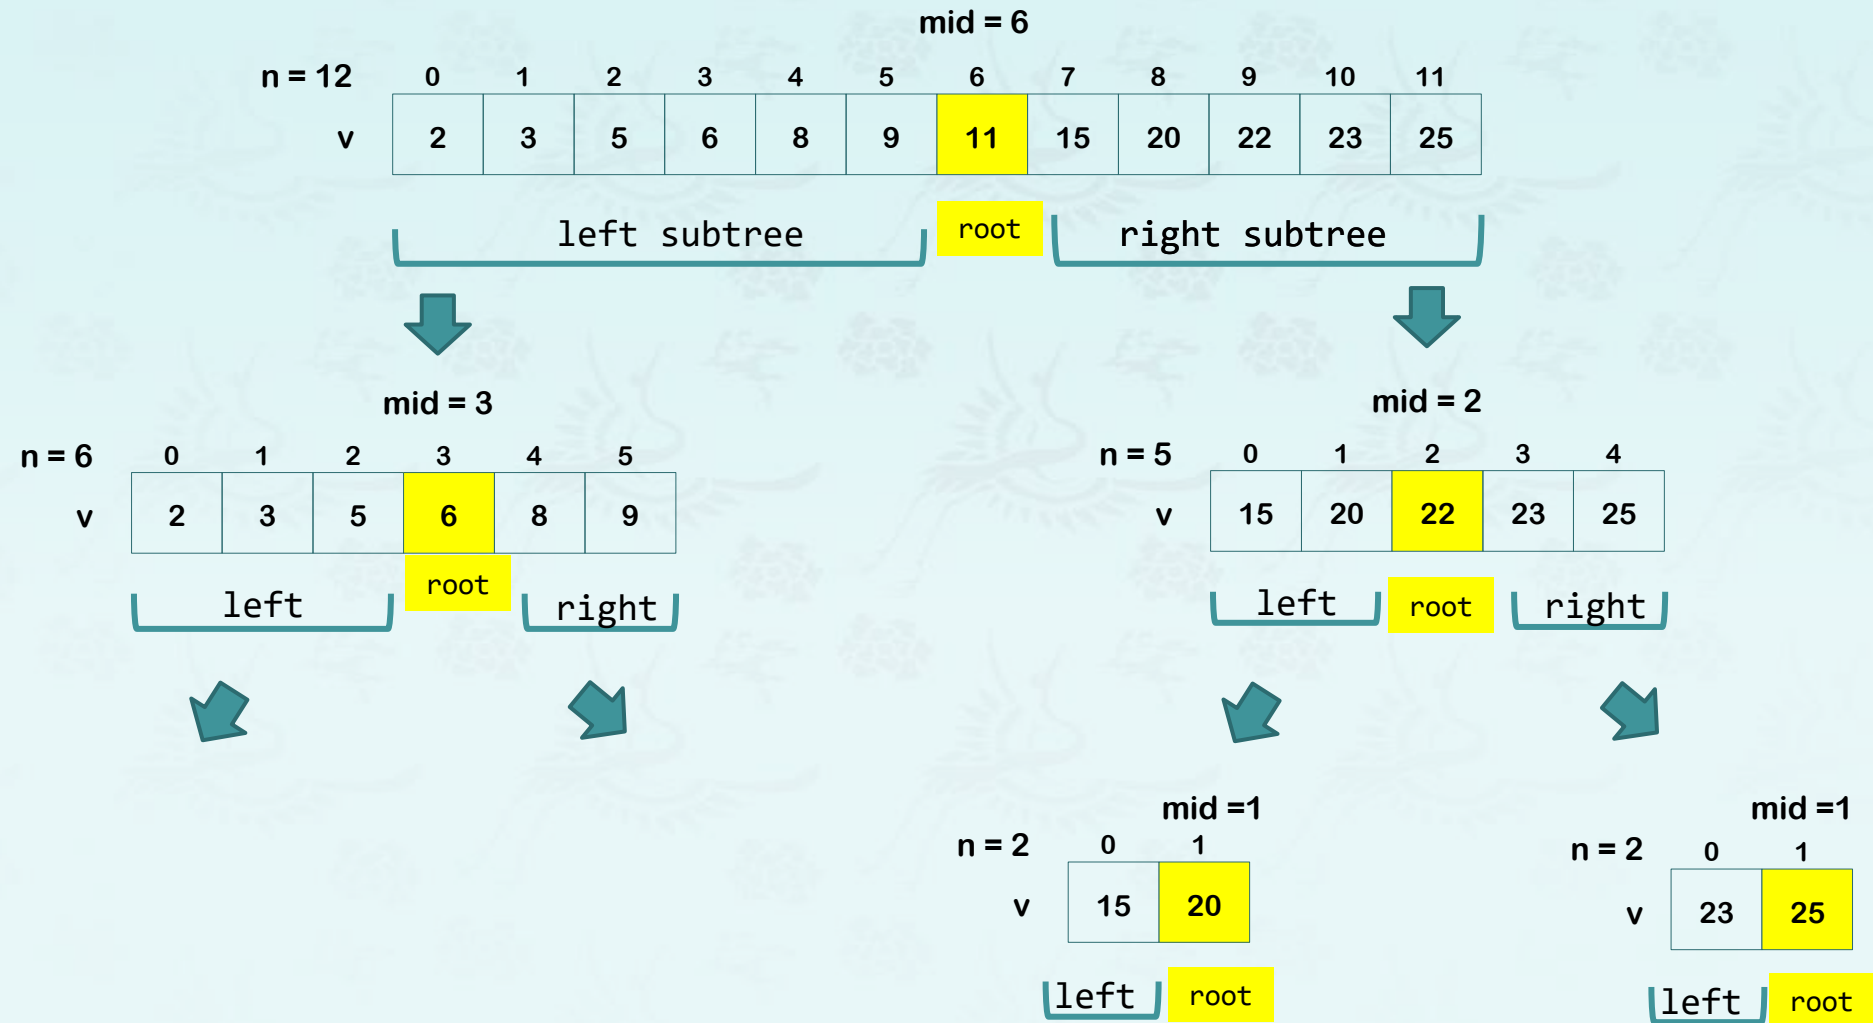 mid = 6
n = 12 0 1 2 3 4 5 6 7 8 9 10 11
v 2 3 5 6 8 9 11 15 20 22 23 25
left subtree root right subtree
mid = 3 mid = 2
n = 6 0 1 2 3 4 5
v 2 3 5 6 8 9
left root right
n = 5 0 1 2 3 4
v 15 20 22 23 25
left root right
mid =1
n = 2 0 1
v 15 20
left root
mid =1
n = 2 0 1
v 23 25
left root